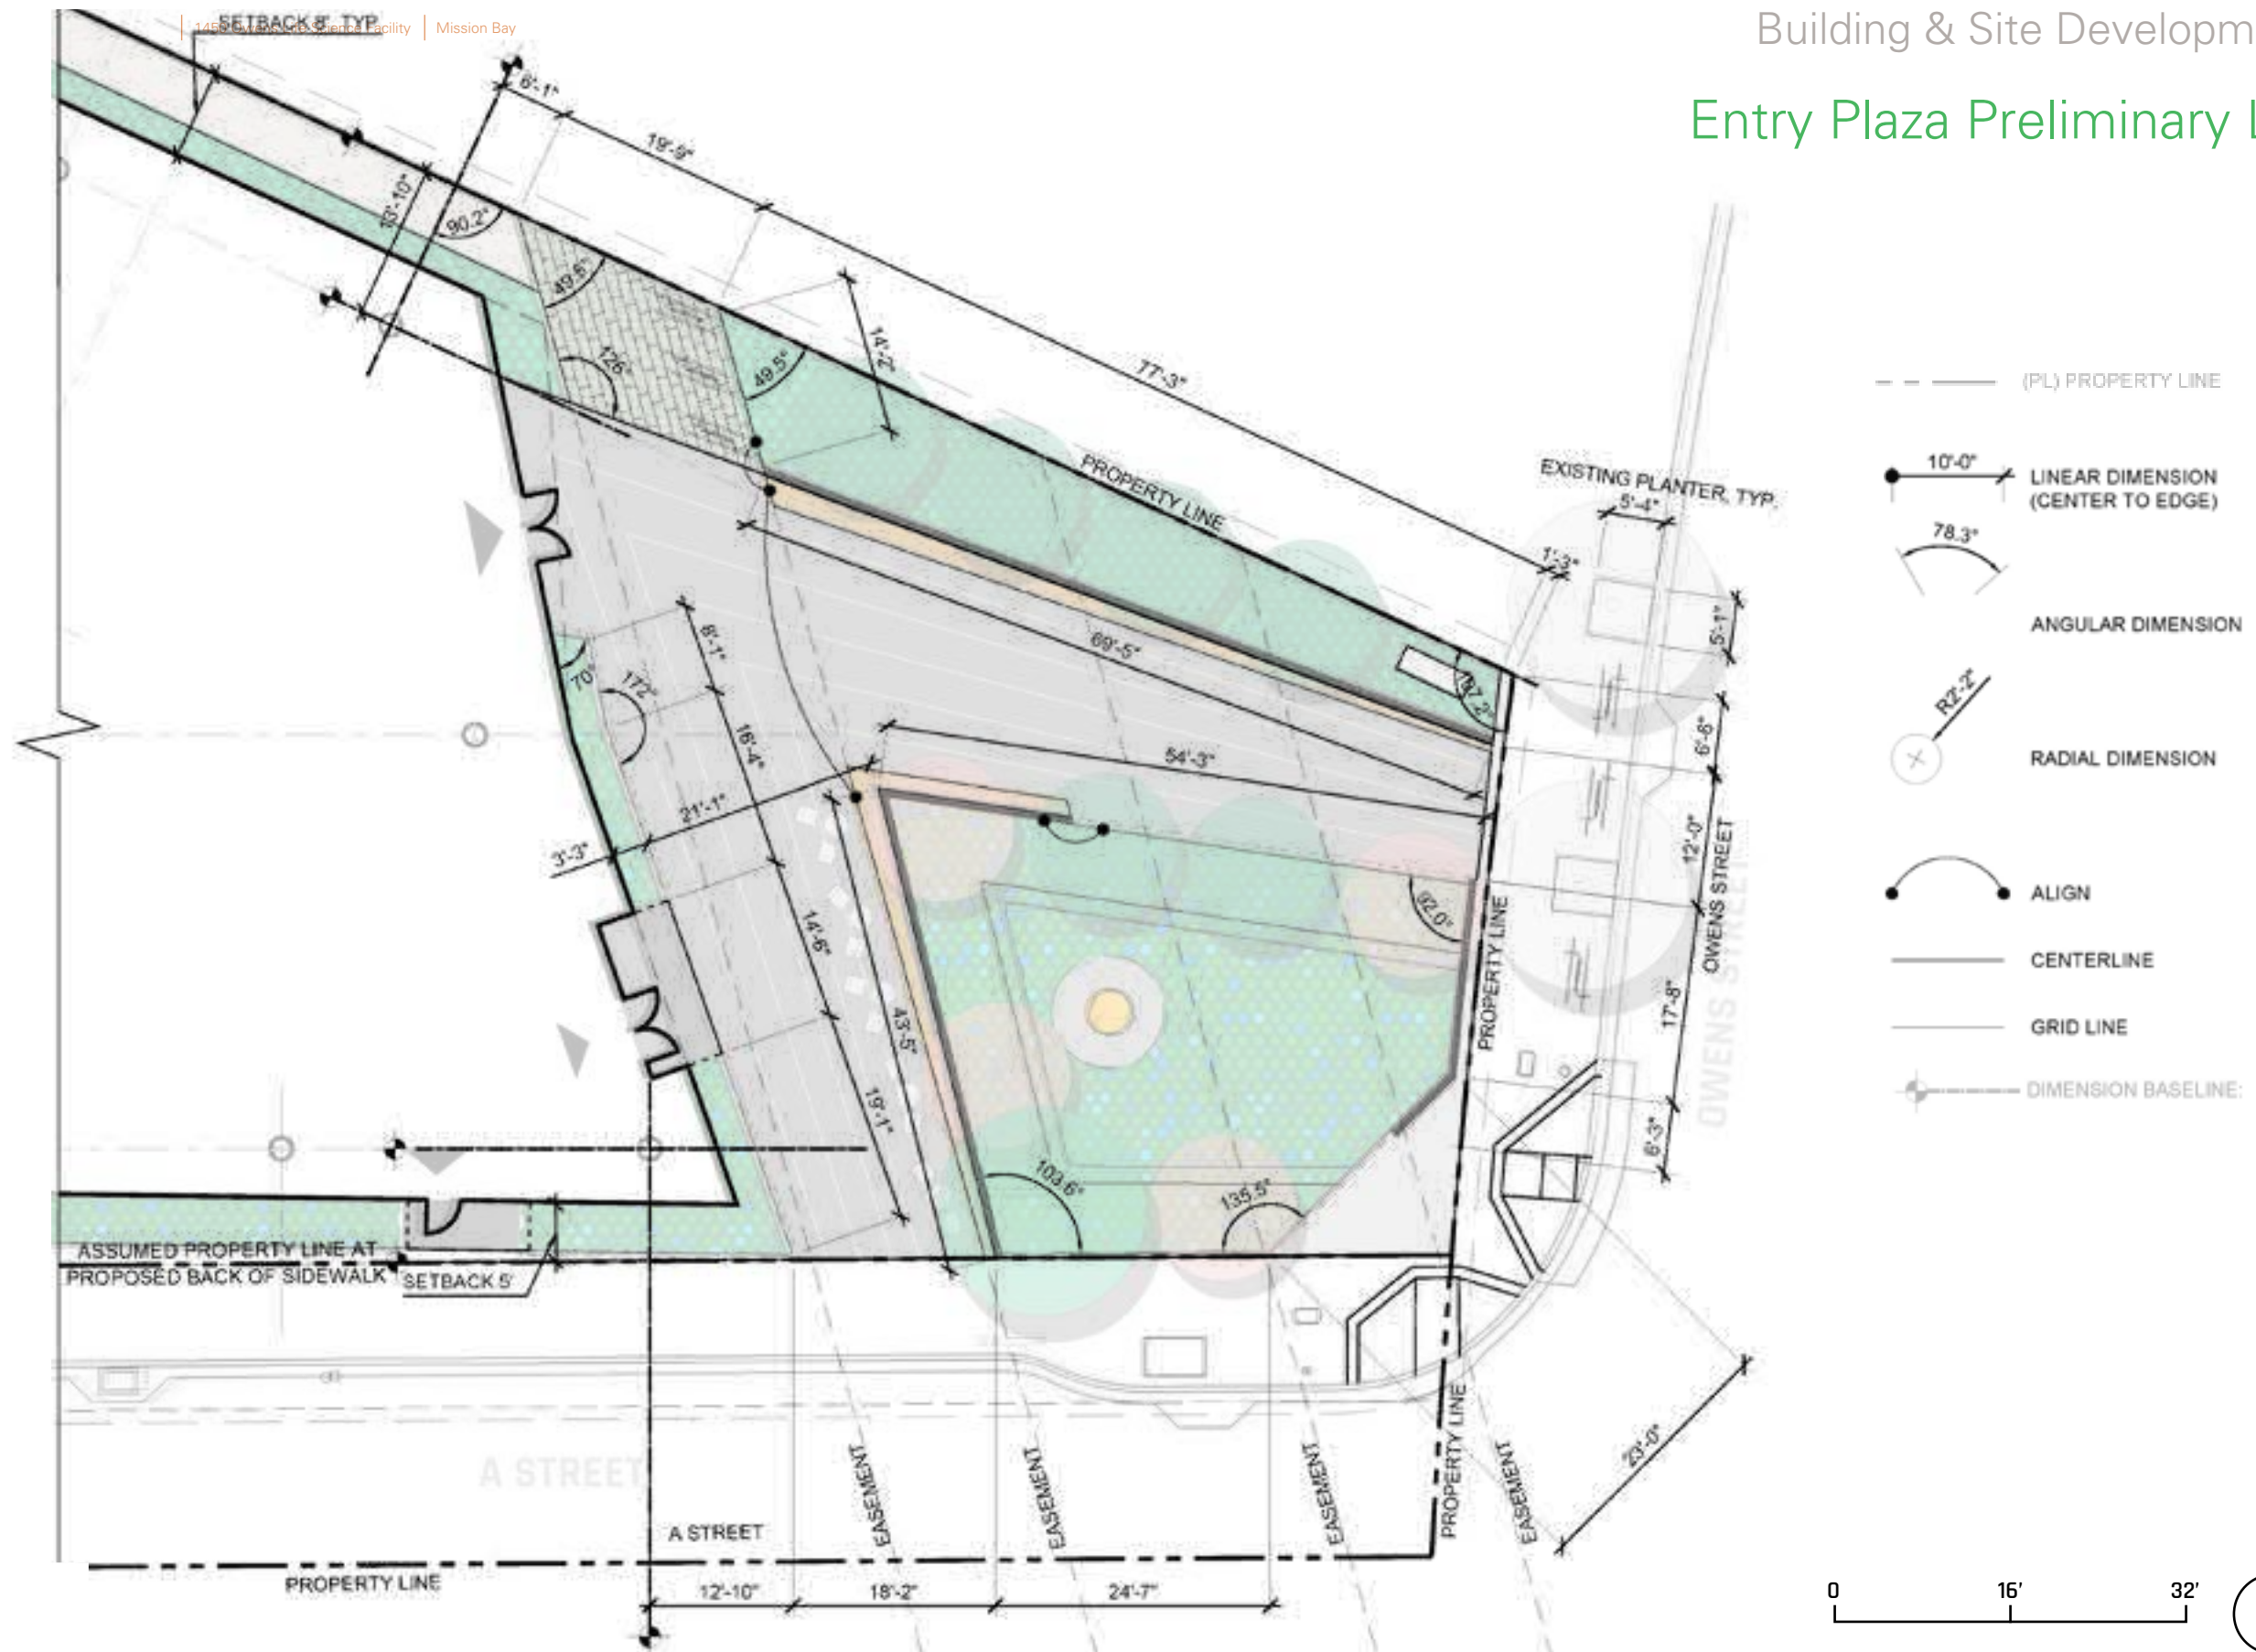 SETBACK 8', TYP.
Facility | Mission Bay
Building & Site Developm
Entry Plaza Preliminary L
6'-1"
19'-9"
13'-10"
90.2°
49.6°
126°
49.5°
14'-2"
77'-3"
PROPERTY LINE
EXISTING PLANTER, TYP.
5'-4"
1'-3"
5'-1"
6'-6"
12'-0"
OWENS STREET
OWENS STREET
17'-8"
6'-3"
69'-5"
54'-3"
8'-1"
70°
172°
16'-4"
21'-1"
3'-3"
14'-6"
43'-5"
19'-1"
92.0°
PROPERTY LINE
103.6°
135.5°
ASSUMED PROPERTY LINE AT
PROPOSED BACK OF SIDEWALK
SETBACK 5'
A STREET
A STREET
EASEMENT
EASEMENT
EASEMENT
PROPERTY LINE
EASEMENT
23'-0"
PROPERTY LINE
12'-10"
18'-2"
24'-7"
(PL) PROPERTY LINE
10'-0"
LINEAR DIMENSION
(CENTER TO EDGE)
78.3°
ANGULAR DIMENSION
R2'-2"
RADIAL DIMENSION
ALIGN
CENTERLINE
GRID LINE
DIMENSION BASELINE:
0 16' 32'